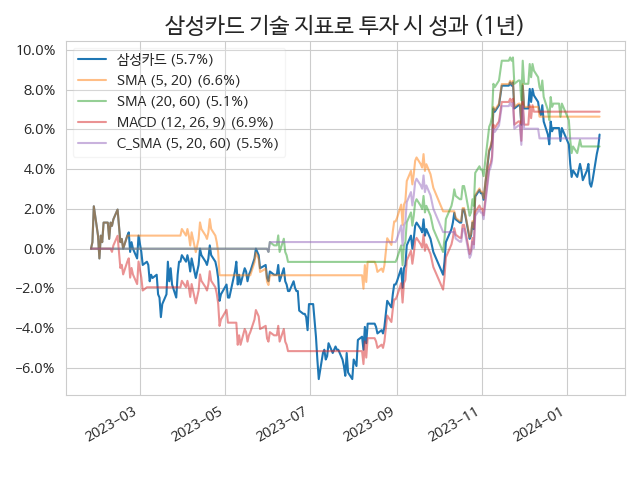 삼성카드 기술 지표로 투자 시 성과 (1년)
10.0%
8.0%
6.0%
4.0%
2.0%
0.0%
−2.0%
−4.0%
−6.0%
삼성카드 (5.7%)
SMA (5, 20) (6.6%)
SMA (20, 60) (5.1%)
MACD (12, 26, 9) (6.9%)
C_SMA (5, 20, 60) (5.5%)
2023-03
2023-05
2023-07
2023-09
2023-11
2024-01